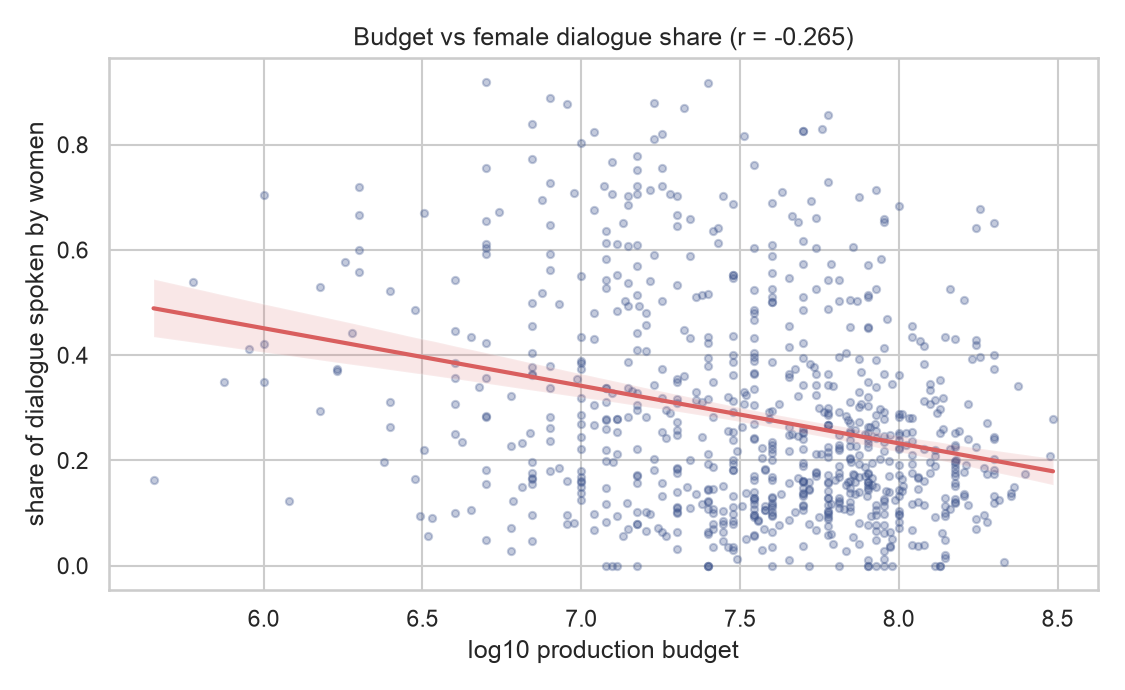 Budget vs female dialogue share (r = -0.265)
share of dialogue spoken by women
0.8
0.6
0.4
0.2
0.0
6.0 6.5 7.0 7.5 8.0 8.5
log10 production budget